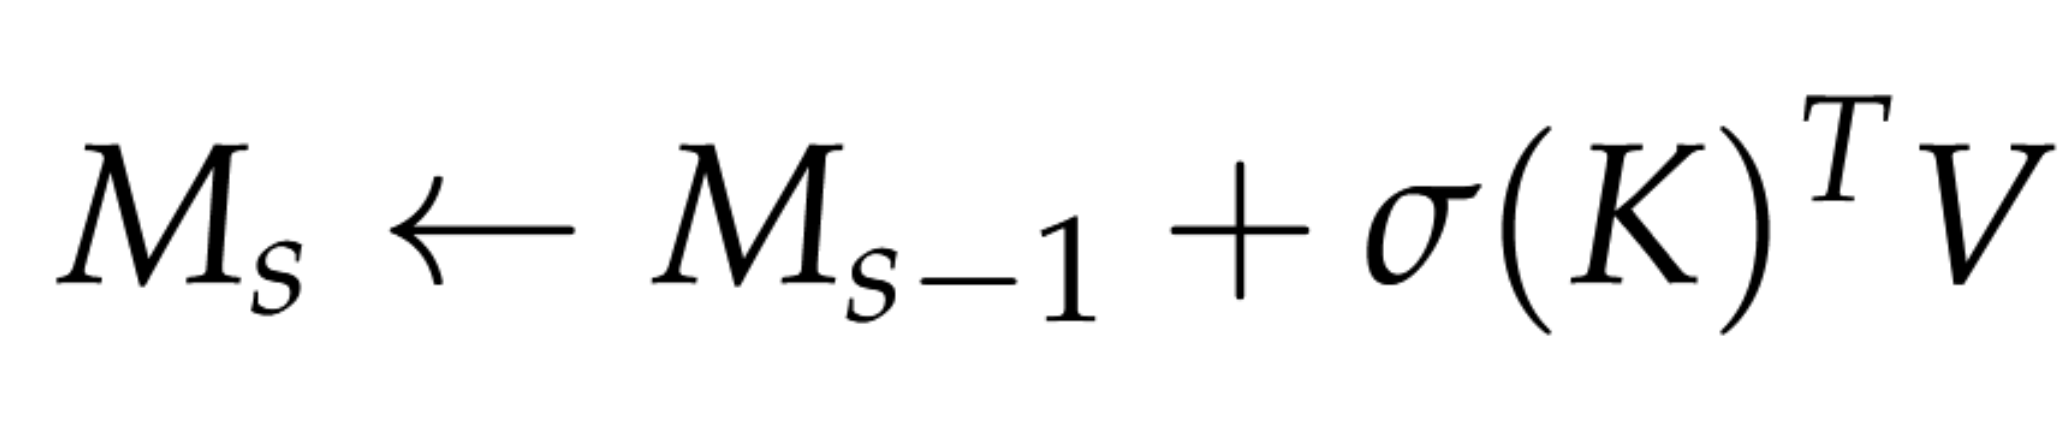 M_s ← M_{s−1} + σ(K)^T V